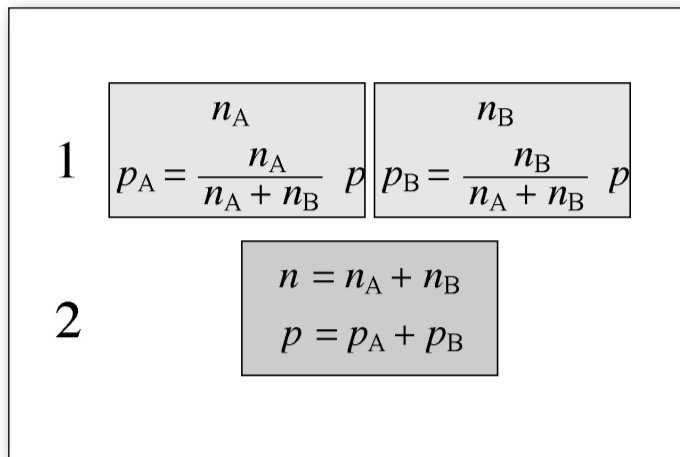 1
n_A
p_A = n_A / (n_A + n_B) p
n_B
p_B = n_B / (n_A + n_B) p
2
n = n_A + n_B
p = p_A + p_B